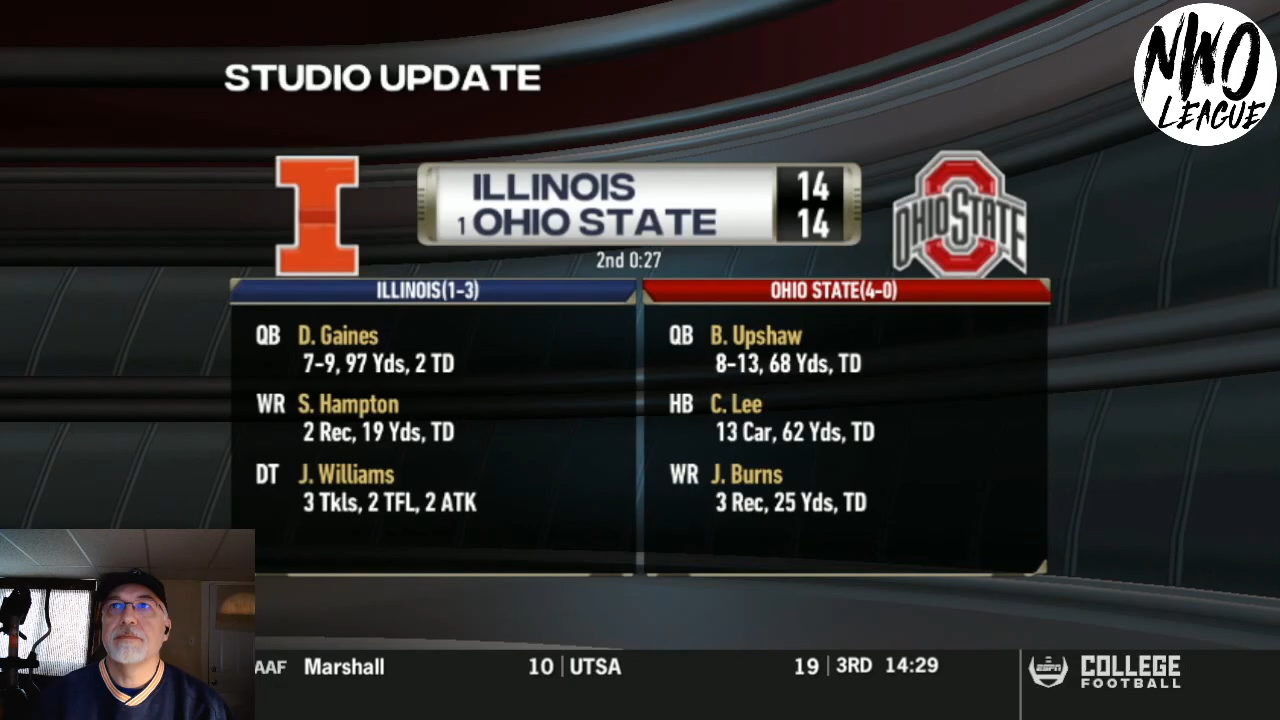 NWO
LEAGUE
STUDIO UPDATE
ILLINOIS 14
1 OHIO STATE 14
OHIO STATE
2nd 0:27
ILLINOIS(1-3)
OHIO STATE(4-0)
QB D. Gaines
7-9, 97 Yds, 2 TD
WR S. Hampton
2 Rec, 19 Yds, TD
DT J. Williams
3 Tkls, 2 TFL, 2 ATK
QB B. Upshaw
8-13, 68 Yds, TD
HB C. Lee
13 Car, 62 Yds, TD
WR J. Burns
3 Rec, 25 Yds, TD
AAF Marshall 10 | UTSA 19 | 3RD 14:29
ESPN COLLEGE
FOOTBALL